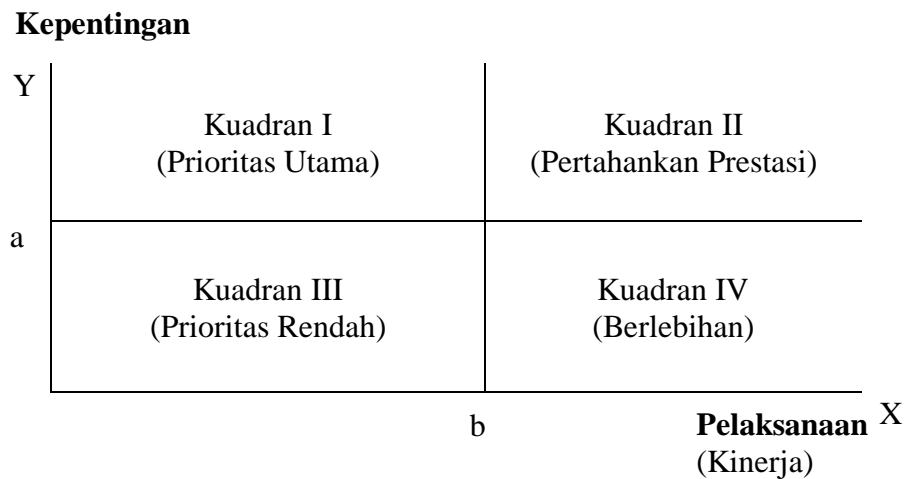 Kepentingan
Y
Kuadran I
(Prioritas Utama)
Kuadran II
(Pertahankan Prestasi)
a
Kuadran III
(Prioritas Rendah)
Kuadran IV
(Berlebihan)
b
Pelaksanaan X
(Kinerja)